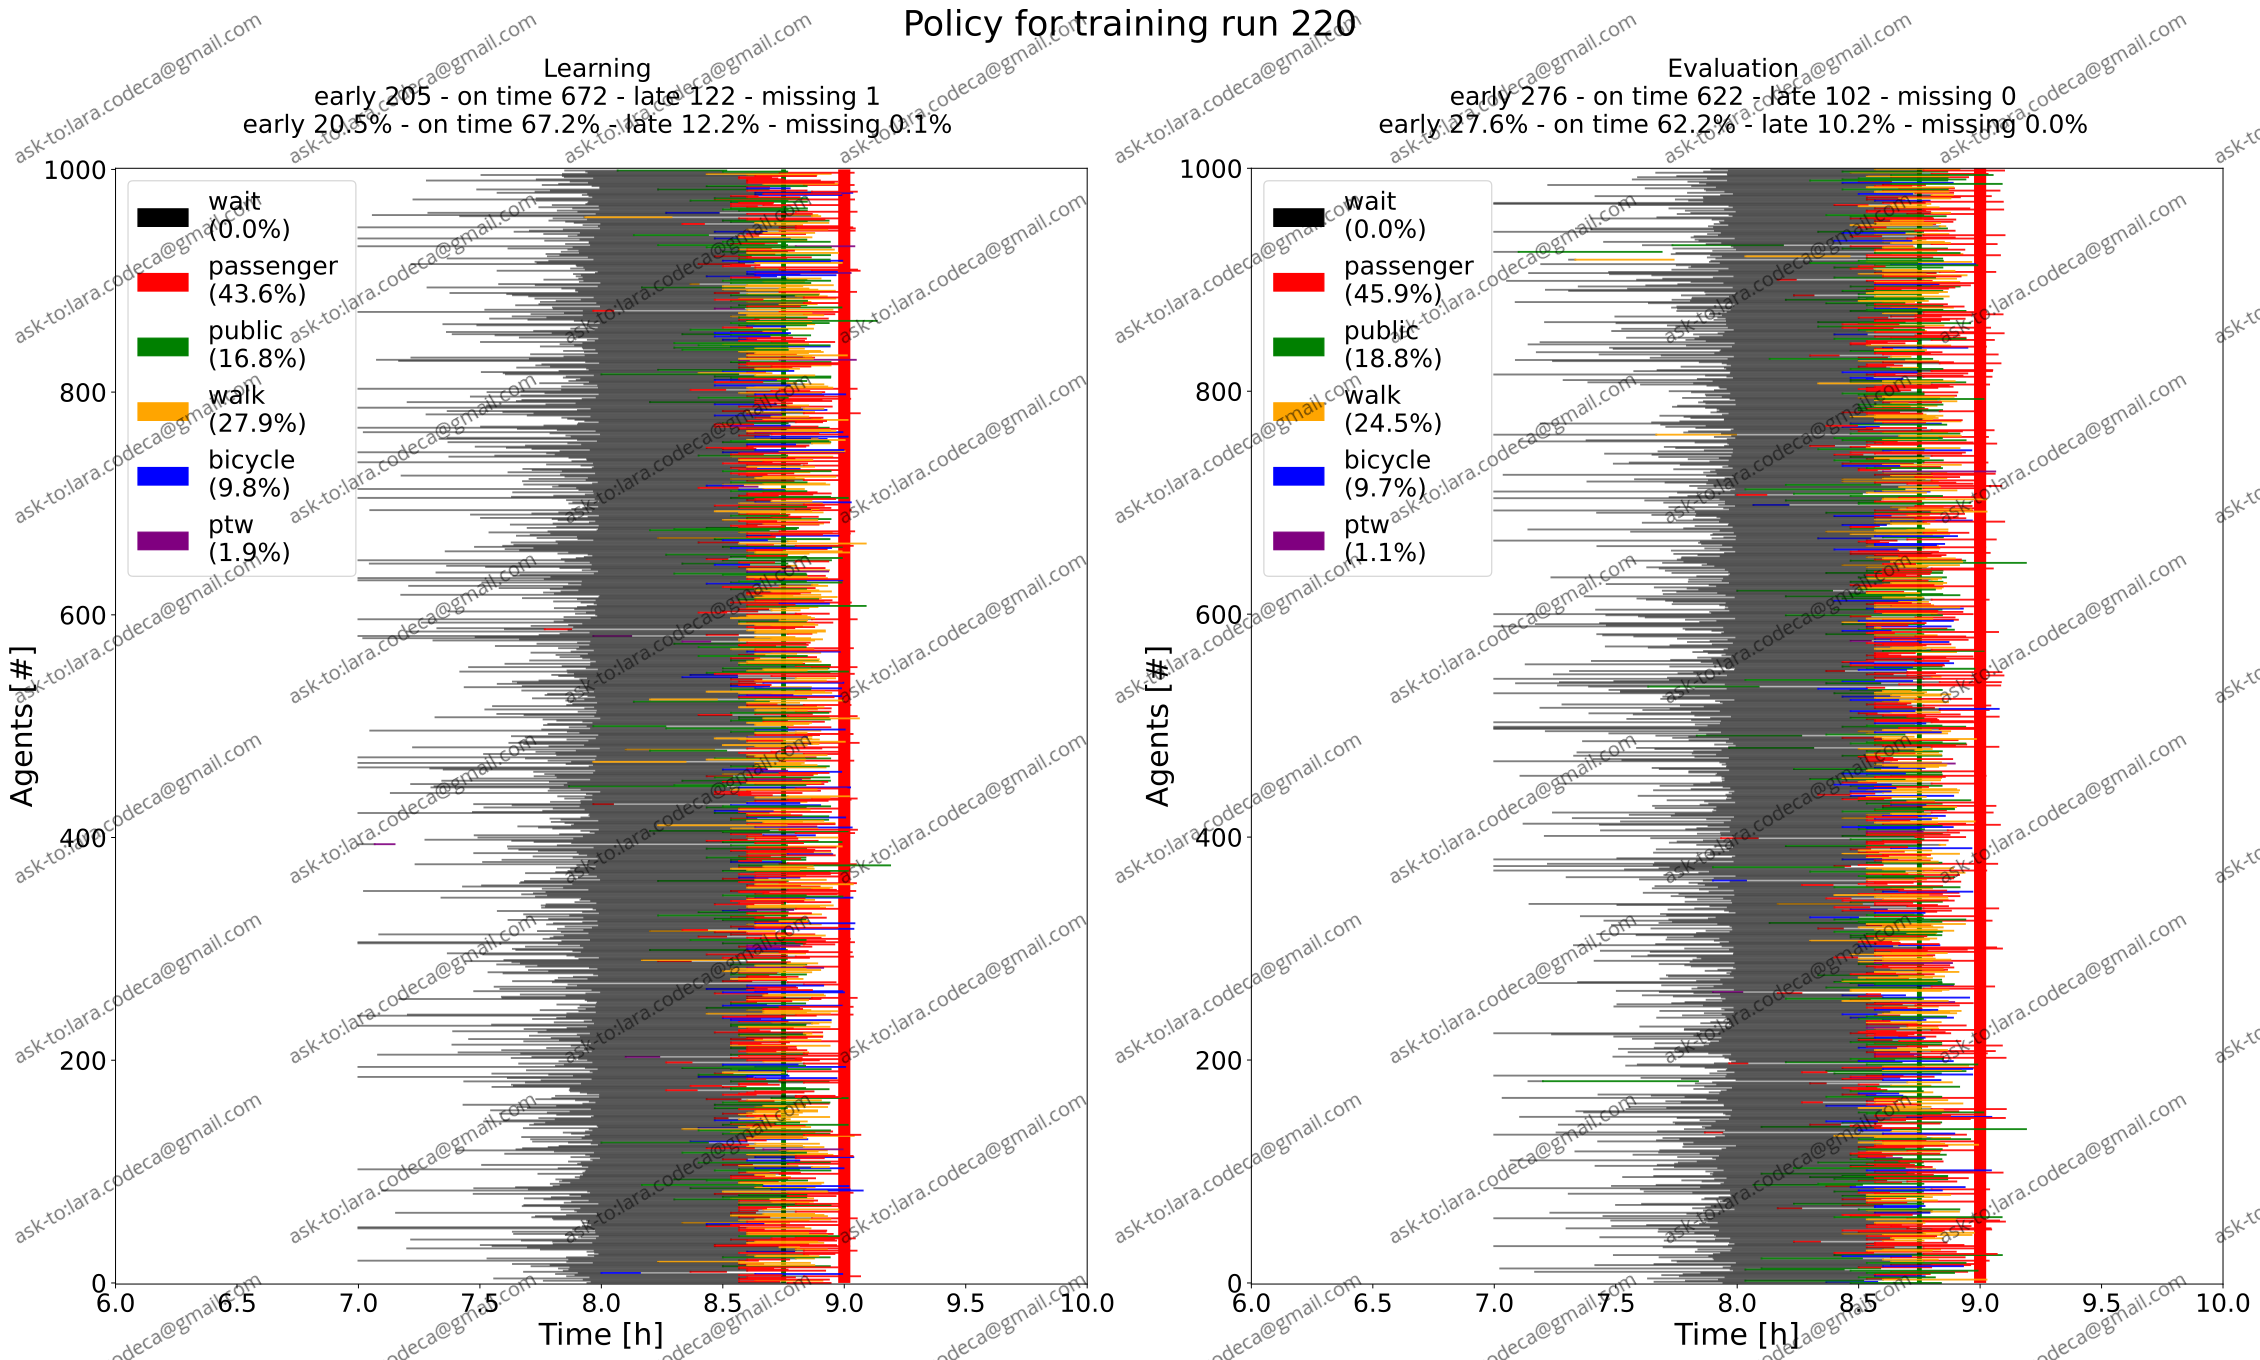 Policy for training run 220
Learning
early 205 - on time 672 - late 122 - missing 1
early 20.5% - on time 67.2% - late 12.2% - missing 0.1%
1000
800
600
400
200
0
Agents [#]
wait
(0.0%)
passenger
(43.6%)
public
(16.8%)
walk
(27.9%)
bicycle
(9.8%)
ptw
(1.9%)
6.0 6.5 7.0 7.5 8.0 8.5 9.0 9.5 10.0
Time [h]
Evaluation
early 276 - on time 622 - late 102 - missing 0
early 27.6% - on time 62.2% - late 10.2% - missing 0.0%
1000
800
600
400
200
0
Agents [#]
wait
(0.0%)
passenger
(45.9%)
public
(18.8%)
walk
(24.5%)
bicycle
(9.7%)
ptw
(1.1%)
6.0 6.5 7.0 7.5 8.0 8.5 9.0 9.5 10.0
Time [h]
ask-to:lara.codeca@gmail.com